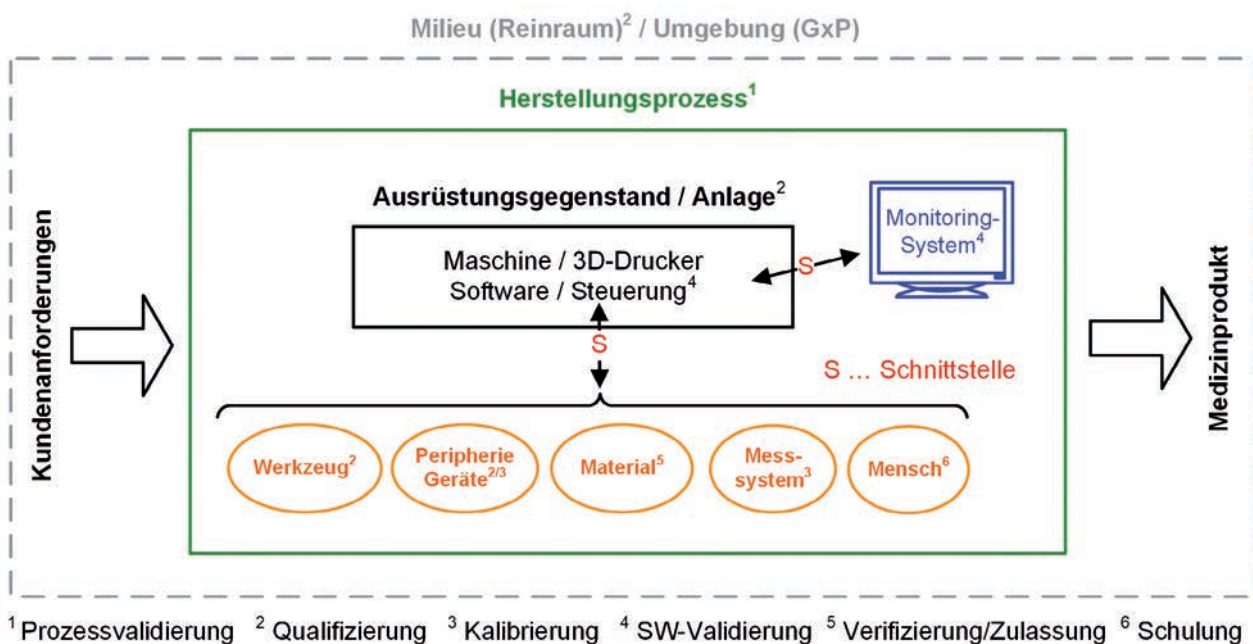 Milieu (Reinraum)² / Umgebung (GxP)
Herstellungsprozess¹
Kundenanforderungen
Ausrüstungsgegenstand / Anlage²
Maschine / 3D-Drucker
Software / Steuerung⁴
S
Monitoring-
System⁴
S
S ... Schnittstelle
Werkzeug²
Peripherie
Geräte²/³
Material⁵
Mess-
system³
Mensch⁶
Medizinprodukt
¹ Prozessvalidierung ² Qualifizierung ³ Kalibrierung ⁴ SW-Validierung ⁵ Verifizierung/Zulassung ⁶ Schulung